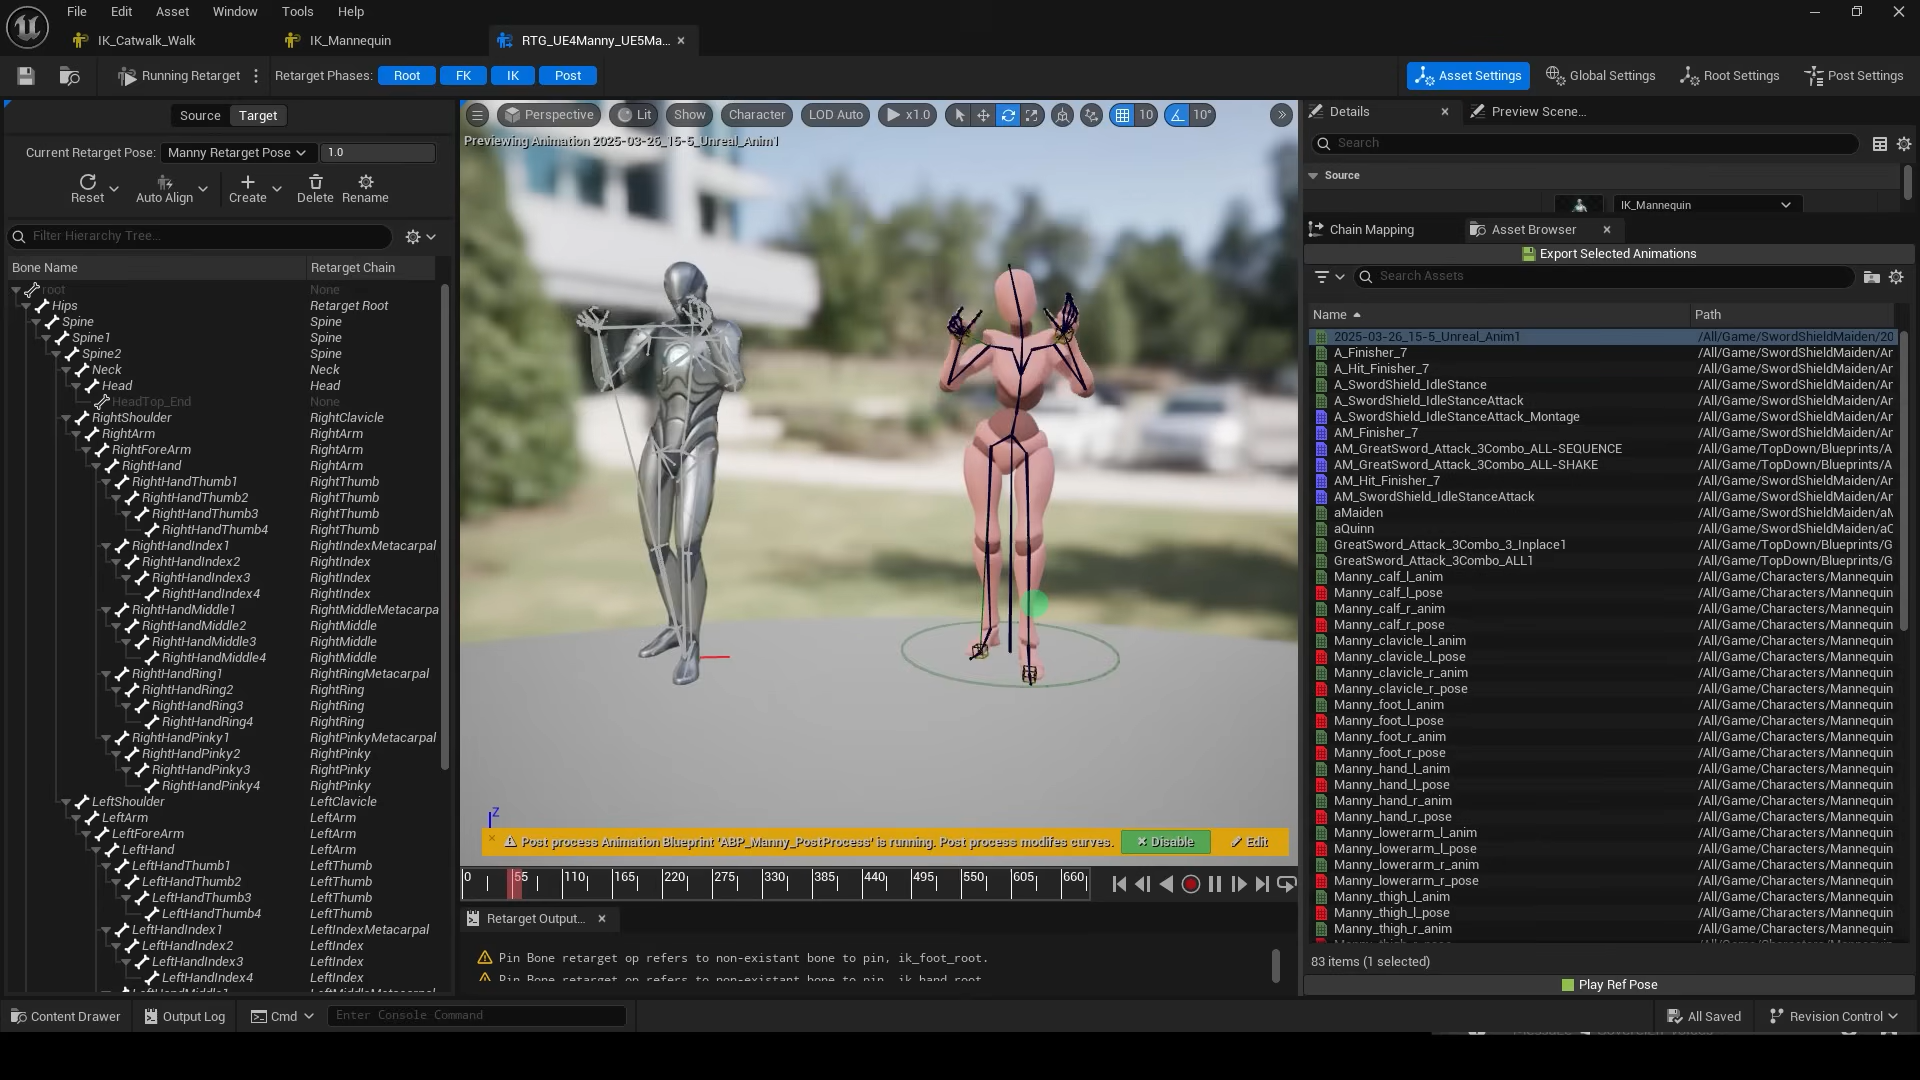 File Edit Asset Window Tools Help
IK_Catwalk_Walk IK_Mannequin RTG_UE4Manny_UE5Ma...
Running Retarget Retarget Phases: Root FK IK Post Asset Settings Global Settings Root Settings Post Settings
Source Target
Current Retarget Pose: Manny Retarget Pose 1.0
Reset Auto Align Create Delete Rename
Filter Hierarchy Tree...
Bone Name Retarget Chain
root None
Hips Retarget Root
Spine Spine
Spine1 Spine
Spine2 Spine
Neck Neck
Head Head
HeadTop_End None
RightShoulder RightClavicle
RightArm RightArm
RightForeArm RightArm
RightHand RightArm
RightHandThumb1 RightThumb
RightHandThumb2 RightThumb
RightHandThumb3 RightThumb
RightHandThumb4 RightThumb
RightHandIndex1 RightIndexMetacarpal
RightHandIndex2 RightIndex
RightHandIndex3 RightIndex
RightHandIndex4 RightIndex
RightHandMiddle1 RightMiddleMetacarpa
RightHandMiddle2 RightMiddle
RightHandMiddle3 RightMiddle
RightHandMiddle4 RightMiddle
RightHandRing1 RightRingMetacarpal
RightHandRing2 RightRing
RightHandRing3 RightRing
RightHandRing4 RightRing
RightHandPinky1 RightPinkyMetacarpal
RightHandPinky2 RightPinky
RightHandPinky3 RightPinky
RightHandPinky4 RightPinky
LeftShoulder LeftClavicle
LeftArm LeftArm
LeftForeArm LeftArm
LeftHand LeftArm
LeftHandThumb1 LeftThumb
LeftHandThumb2 LeftThumb
LeftHandThumb3 LeftThumb
LeftHandThumb4 LeftThumb
LeftHandIndex1 LeftIndexMetacarpal
LeftHandIndex2 LeftIndex
LeftHandIndex3 LeftIndex
LeftHandIndex4 LeftIndex
Perspective Lit Show Character LOD Auto x1.0 10 10°
Previewing Animation 2025-03-26_15-5_Unreal_Anim1
Z
Post process Animation Blueprint 'ABP_Manny_PostProcess' is running. Post process modifes curves. Disable Edit
0 55 110 165 220 275 330 385 440 495 550 605 660
Retarget Output...
Pin Bone retarget op refers to non-existant bone to pin, ik_foot_root.
Pin Bone retarget op refers to non-existant bone to pin, ik_hand_root.
Details Preview Scene...
Search
Source
IK_Mannequin
Chain Mapping Asset Browser
Export Selected Animations
Search Assets
Name Path
2025-03-26_15-5_Unreal_Anim1 /All/Game/SwordShieldMaiden/20
A_Finisher_7 /All/Game/SwordShieldMaiden/Ar
A_Hit_Finisher_7 /All/Game/SwordShieldMaiden/Ar
A_SwordShield_IdleStance /All/Game/SwordShieldMaiden/Ar
A_SwordShield_IdleStanceAttack /All/Game/SwordShieldMaiden/Ar
A_SwordShield_IdleStanceAttack_Montage /All/Game/SwordShieldMaiden/Ar
AM_Finisher_7 /All/Game/SwordShieldMaiden/Ar
AM_GreatSword_Attack_3Combo_ALL-SEQUENCE /All/Game/TopDown/Blueprints/A
AM_GreatSword_Attack_3Combo_ALL-SHAKE /All/Game/TopDown/Blueprints/A
AM_Hit_Finisher_7 /All/Game/SwordShieldMaiden/Ar
AM_SwordShield_IdleStanceAttack /All/Game/SwordShieldMaiden/Ar
aMaiden /All/Game/SwordShieldMaiden/aM
aQuinn /All/Game/SwordShieldMaiden/aC
GreatSword_Attack_3Combo_3_Inplace1 /All/Game/TopDown/Blueprints/G
GreatSword_Attack_3Combo_ALL1 /All/Game/TopDown/Blueprints/G
Manny_calf_l_anim /All/Game/Characters/Mannequin
Manny_calf_l_pose /All/Game/Characters/Mannequin
Manny_calf_r_anim /All/Game/Characters/Mannequin
Manny_calf_r_pose /All/Game/Characters/Mannequin
Manny_clavicle_l_anim /All/Game/Characters/Mannequin
Manny_clavicle_l_pose /All/Game/Characters/Mannequin
Manny_clavicle_r_anim /All/Game/Characters/Mannequin
Manny_clavicle_r_pose /All/Game/Characters/Mannequin
Manny_foot_l_anim /All/Game/Characters/Mannequin
Manny_foot_l_pose /All/Game/Characters/Mannequin
Manny_foot_r_anim /All/Game/Characters/Mannequin
Manny_foot_r_pose /All/Game/Characters/Mannequin
Manny_hand_l_anim /All/Game/Characters/Mannequin
Manny_hand_l_pose /All/Game/Characters/Mannequin
Manny_hand_r_anim /All/Game/Characters/Mannequin
Manny_hand_r_pose /All/Game/Characters/Mannequin
Manny_lowerarm_l_anim /All/Game/Characters/Mannequin
Manny_lowerarm_l_pose /All/Game/Characters/Mannequin
Manny_lowerarm_r_anim /All/Game/Characters/Mannequin
Manny_lowerarm_r_pose /All/Game/Characters/Mannequin
Manny_thigh_l_anim /All/Game/Characters/Mannequin
Manny_thigh_l_pose /All/Game/Characters/Mannequin
Manny_thigh_r_anim /All/Game/Characters/Mannequin
83 items (1 selected)
Play Ref Pose
Content Drawer Output Log Cmd Enter Console Command All Saved Revision Control